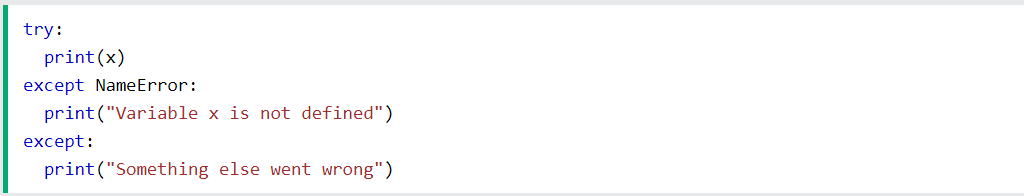 try:
  print(x)
except NameError:
  print("Variable x is not defined")
except:
  print("Something else went wrong")